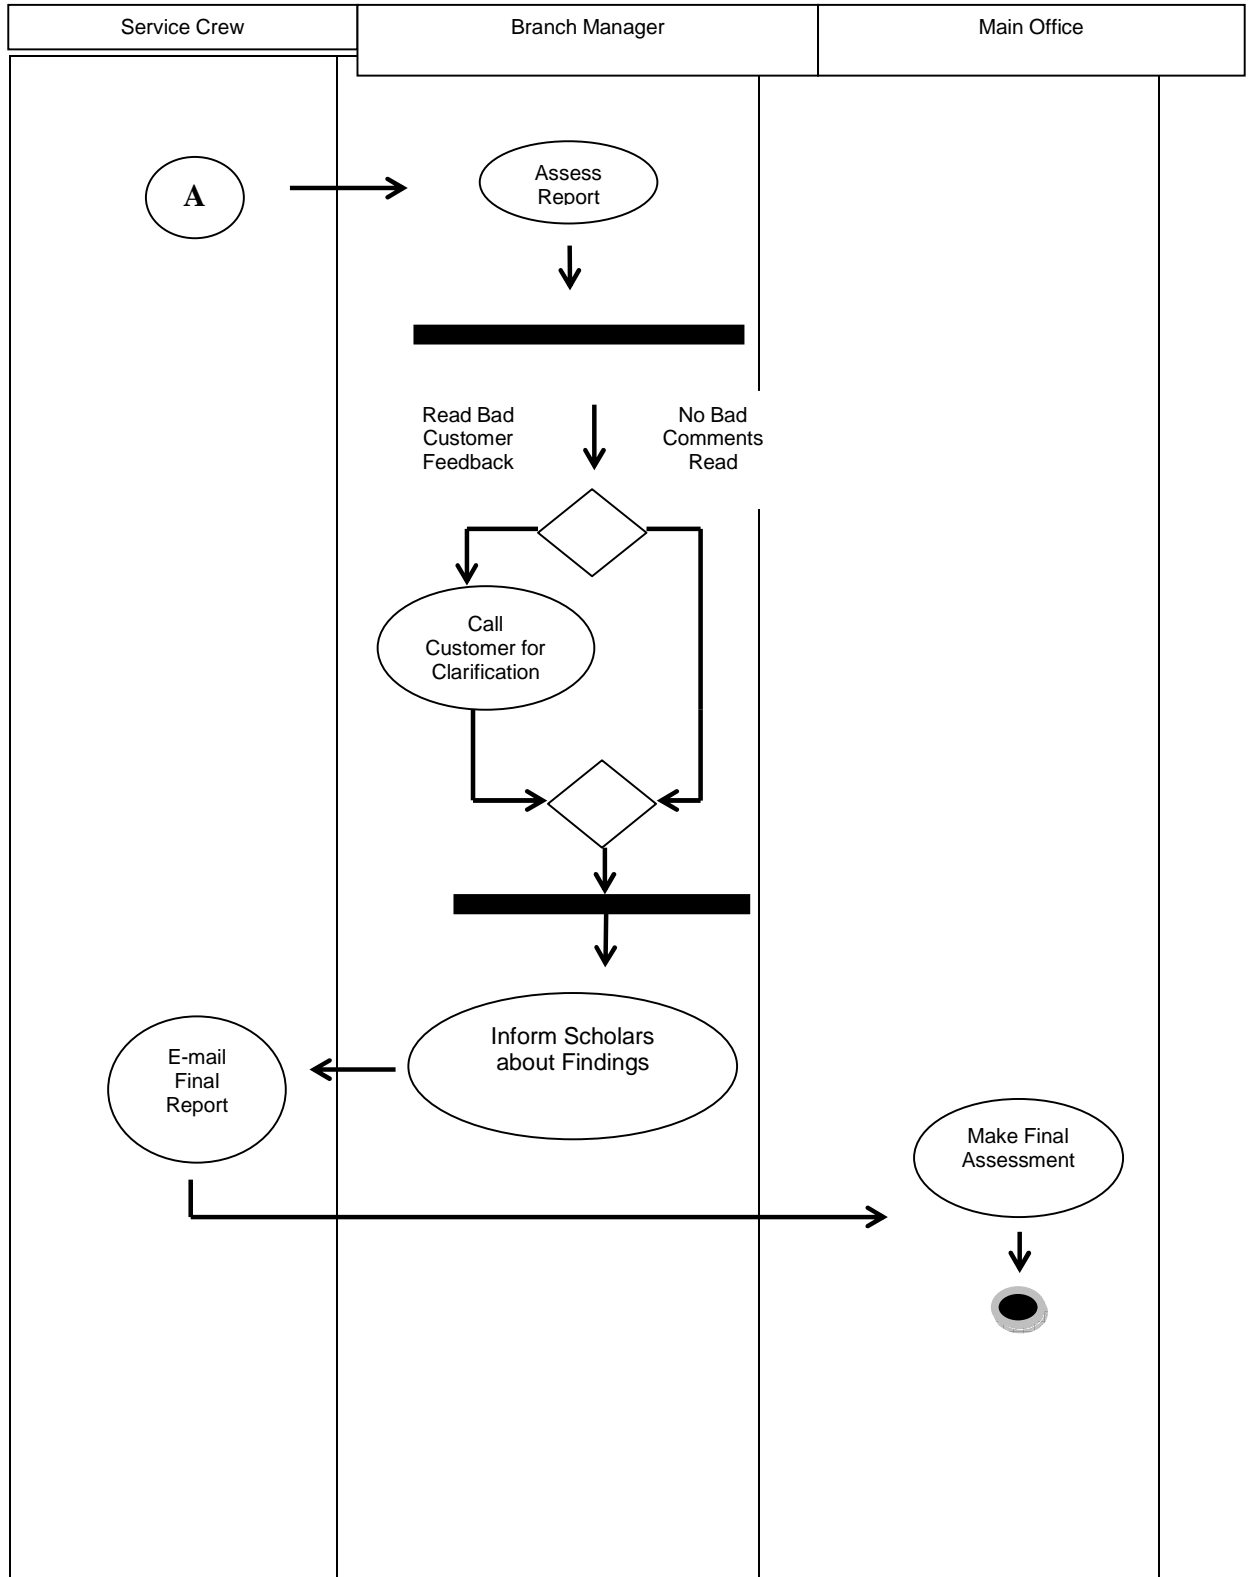 Service Crew
Branch Manager
Main Office
A
Assess
Report
Read Bad
Customer
Feedback
No Bad
Comments
Read
Call
Customer for
Clarification
Inform Scholars
about Findings
E-mail
Final
Report
Make Final
Assessment